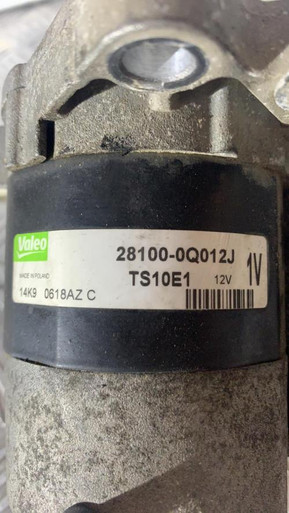 Valeo
MADE IN POLAND
14K9 0618AZ C
28100-0Q012J
TS10E1 12V
1V